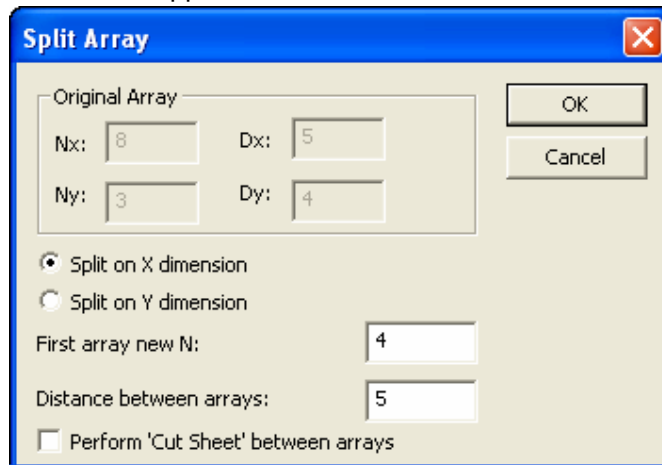 Split Array
Original Array
OK
Nx: 8 Dx: 5
Cancel
Ny: 3 Dy: 4
Split on X dimension
Split on Y dimension
First array new N: 4
Distance between arrays: 5
Perform 'Cut Sheet' between arrays